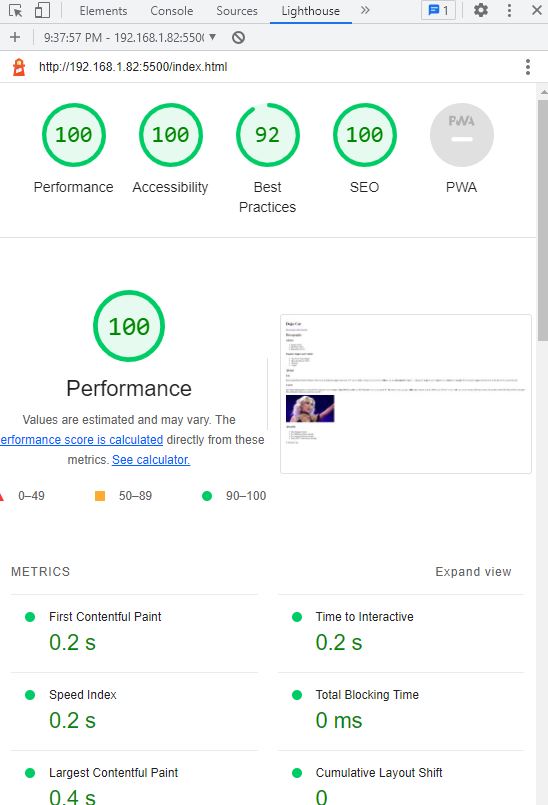 Elements Console Sources Lighthouse » 1
+ 9:37:57 PM - 192.168.1.82:5500 ▼
http://192.168.1.82:5500/index.html
100 100 92 100 PWA
Performance Accessibility Best Practices SEO PWA
100
Performance
Values are estimated and may vary. The
erformance score is calculated directly from these
metrics. See calculator.
0–49 50–89 90–100
Doja Cat
METRICS Expand view
First Contentful Paint Time to Interactive
0.2 s 0.2 s
Speed Index Total Blocking Time
0.2 s 0 ms
Largest Contentful Paint Cumulative Layout Shift
0.4 s 0